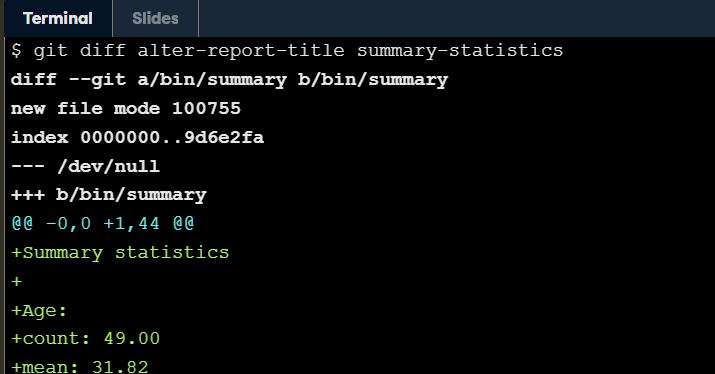 Terminal Slides
$ git diff alter-report-title summary-statistics
diff --git a/bin/summary b/bin/summary
new file mode 100755
index 0000000..9d6e2fa
--- /dev/null
+++ b/bin/summary
@@ -0,0 +1,44 @@
+Summary statistics
+
+Age:
+count: 49.00
+mean: 31.82